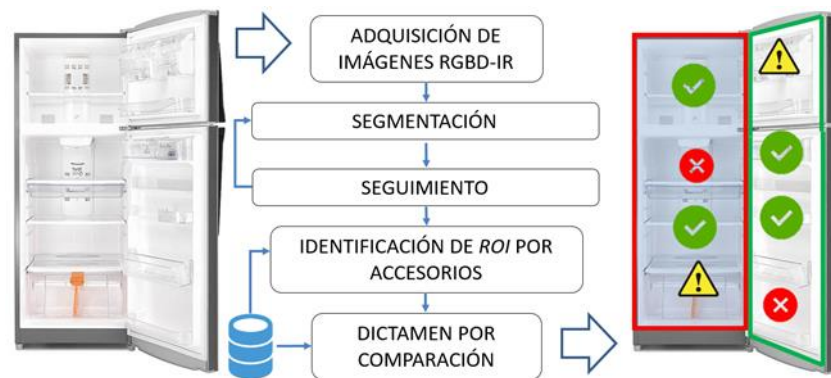 ADQUISICIÓN DE
IMÁGENES RGBD-IR
SEGMENTACIÓN
SEGUIMIENTO
IDENTIFICACIÓN DE ROI POR
ACCESORIOS
DICTAMEN POR
COMPARACIÓN